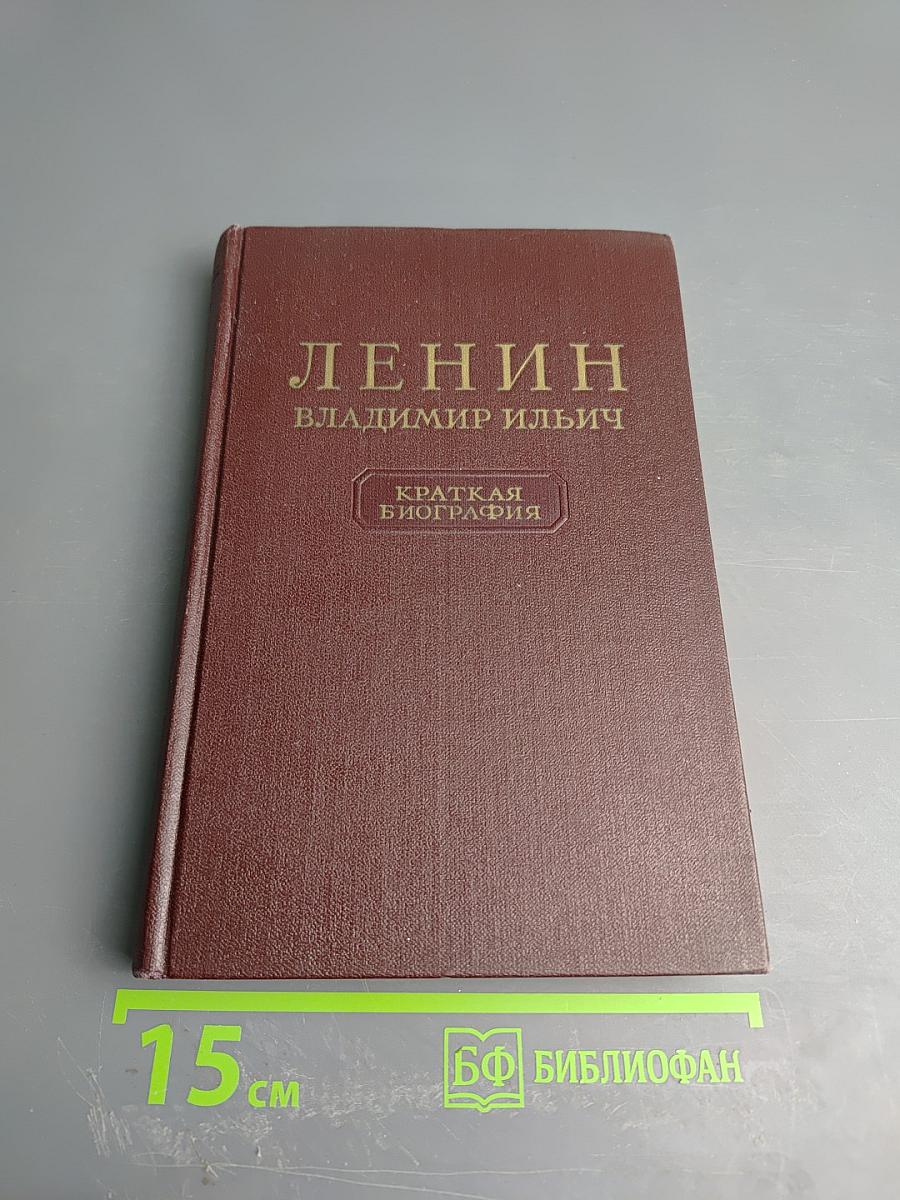 ЛЕНИН
ВЛАДИМИР ИЛЬИЧ
КРАТКАЯ
БИОГРАФИЯ
15 см
БФ БИБЛИОФАН